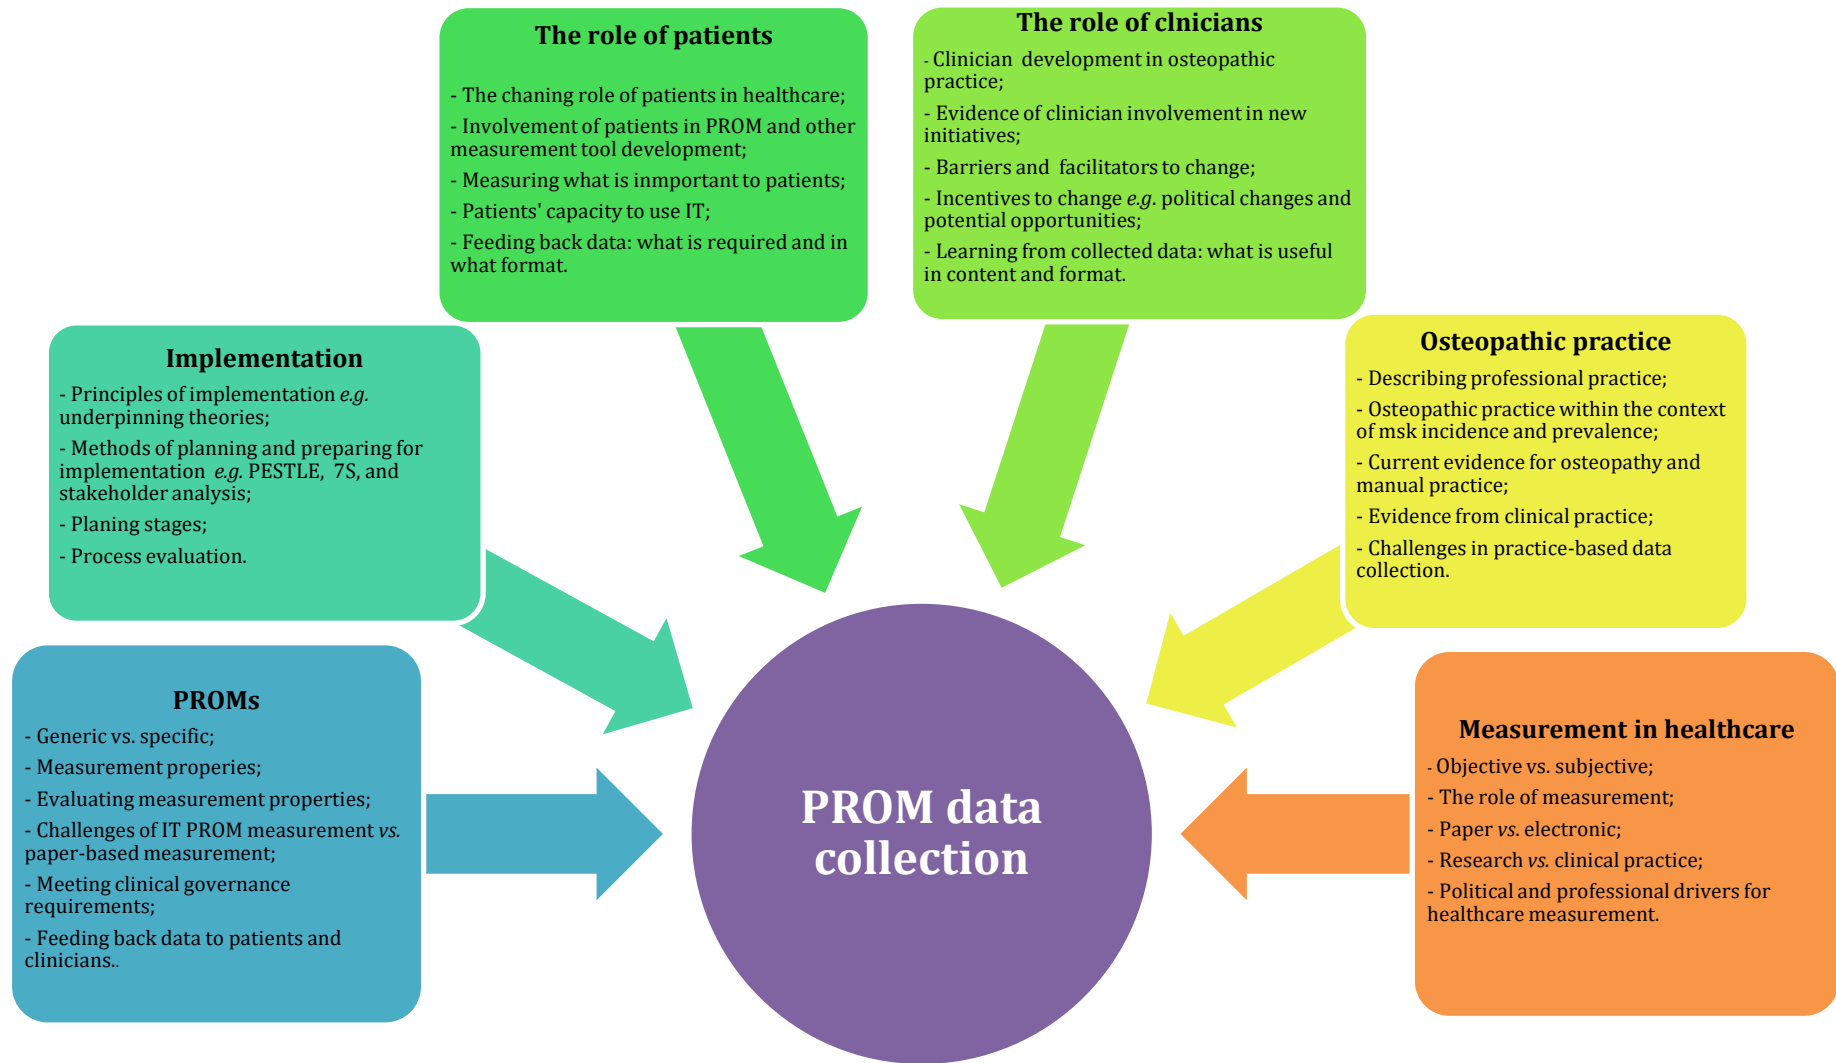 The role of patients
- The chaning role of patients in healthcare;
- Involvement of patients in PROM and other
measurement tool development;
- Measuring what is inmportant to patients;
- Patients' capacity to use IT;
- Feeding back data: what is required and in
what format.
The role of clnicians
- Clinician development in osteopathic
practice;
- Evidence of clinician involvement in new
initiatives;
- Barriers and facilitators to change;
- Incentives to change e.g. political changes and
potential opportunities;
- Learning from collected data: what is useful
in content and format.
Implementation
- Principles of implementation e.g.
underpinning theories;
- Methods of planning and preparing for
implementation e.g. PESTLE, 7S, and
stakeholder analysis;
- Planing stages;
- Process evaluation.
Osteopathic practice
- Describing professional practice;
- Osteopathic practice within the context
of msk incidence and prevalence;
- Current evidence for osteopathy and
manual practice;
- Evidence from clinical practice;
- Challenges in practice-based data
collection.
PROMs
- Generic vs. specific;
- Measurement properies;
- Evaluating measurement properties;
- Challenges of IT PROM measurement vs.
paper-based measurement;
- Meeting clinical governance
requirements;
- Feeding back data to patients and
clinicians..
PROM data
collection
Measurement in healthcare
- Objective vs. subjective;
- The role of measurement;
- Paper vs. electronic;
- Research vs. clinical practice;
- Political and professional drivers for
healthcare measurement.